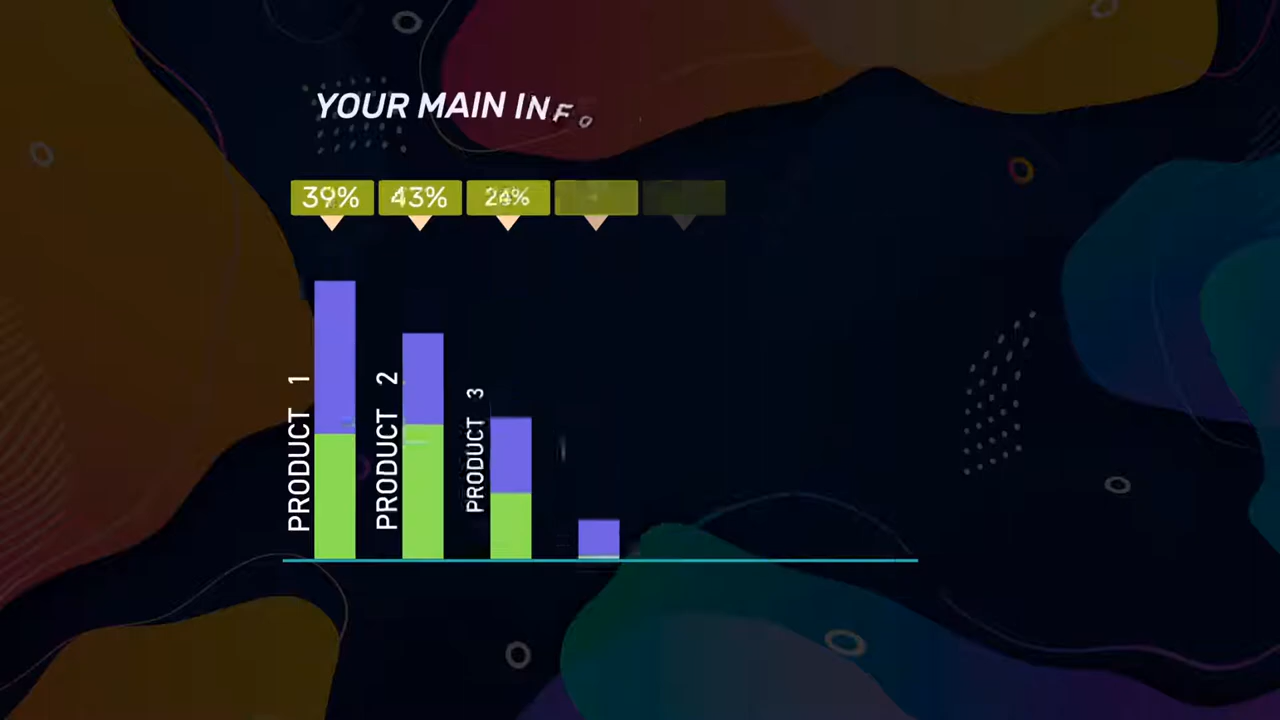 YOUR MAIN INFO
39% 43% 24%
PRODUCT 1
PRODUCT 2
PRODUCT 3